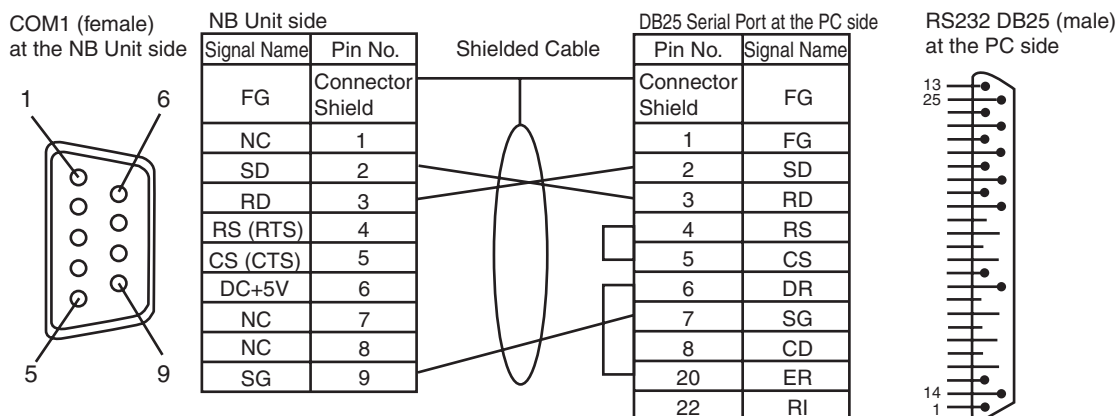 COM1 (female)
at the NB Unit side
1
6
5
9
NB Unit side
Signal Name Pin No.
FG Connector Shield
NC 1
SD 2
RD 3
RS (RTS) 4
CS (CTS) 5
DC+5V 6
NC 7
NC 8
SG 9
Shielded Cable
DB25 Serial Port at the PC side
Pin No. Signal Name
Connector Shield FG
1 FG
2 SD
3 RD
4 RS
5 CS
6 DR
7 SG
8 CD
20 ER
22 RI
RS232 DB25 (male)
at the PC side
13
25
14
1